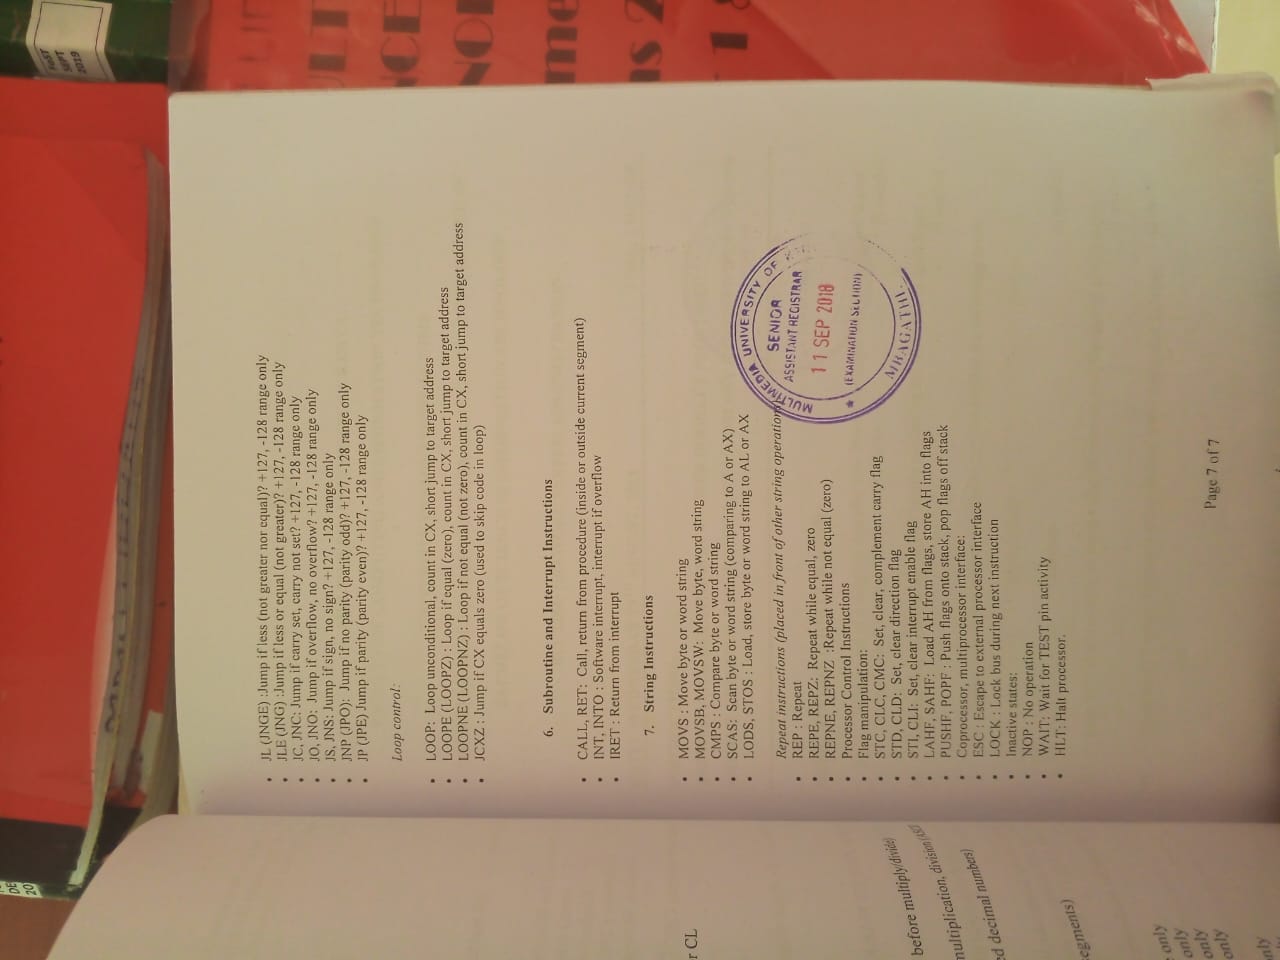 DE
20
FoST
SEPT
2019
JL (JNGE) :Jump if less (not greater nor equal)? +127, -128 range only
JLE (JNG) :Jump if less or equal (not greater)? +127, -128 range only
JC, JNC: Jump if carry set, carry not set? +127, -128 range only
JO, JNO:  Jump if overflow, no overflow? +127, -128 range only
JS, JNS: Jump if sign, no sign? +127, -128 range only
JNP (JPO):  Jump if no parity (parity odd)? +127, -128 range only
JP (JPE) Jump if parity (parity even)? +127, -128 range only
Loop control:
LOOP:  Loop unconditional, count in CX, short jump to target address
LOOPE (LOOPZ) : Loop if equal (zero), count in CX, short jump to target address
LOOPNE (LOOPNZ) : Loop if not equal (not zero), count in CX, short jump to target address
JCXZ : Jump if CX equals zero (used to skip code in loop)
6. Subroutine and Interrupt Instructions
CALL, RET:  Call, return from procedure (inside or outside current segment)
INT, INTO : Software interrupt, interrupt if overflow
IRET : Return from interrupt
7. String Instructions
MOVS : Move byte or word string
MOVSB, MOVSW:  Move byte, word string
CMPS : Compare byte or word string
SCAS:  Scan byte or word string (comparing to A or AX)
LODS, STOS : Load, store byte or word string to AL or AX
Repeat instructions (placed in front of other string operation
REP : Repeat
REPE, REPZ:  Repeat while equal, zero
REPNE, REPNZ  :Repeat while not equal (zero)
Processor Control Instructions
Flag manipulation:
STC, CLC, CMC:  Set, clear, complement carry flag
STD, CLD:  Set, clear direction flag
STI, CLI:  Set, clear interrupt enable flag
LAHF, SAHF:  Load AH from flags, store AH into flags
PUSHF, POPF : Push flags onto stack, pop flags off stack
Coprocessor, multiprocessor interface:
ESC : Escape to external processor interface
LOCK : Lock bus during next instruction
Inactive states:
NOP : No operation
WAIT: Wait for TEST pin activity
HLT: Halt processor.
Page 7 of 7
MULTIMEDIA UNIVERSITY OF
SENIOR
ASSISTANT REGISTRAR
11 SEP 2018
(EXAMINATION SECTION)
MBAGATHI
r CL
before multiply/divide)
multiplication, division (ASCII
ed decimal numbers)
segments)
only
only
only
only
only
ULT
NCE
NO
me
ns 2
1 &